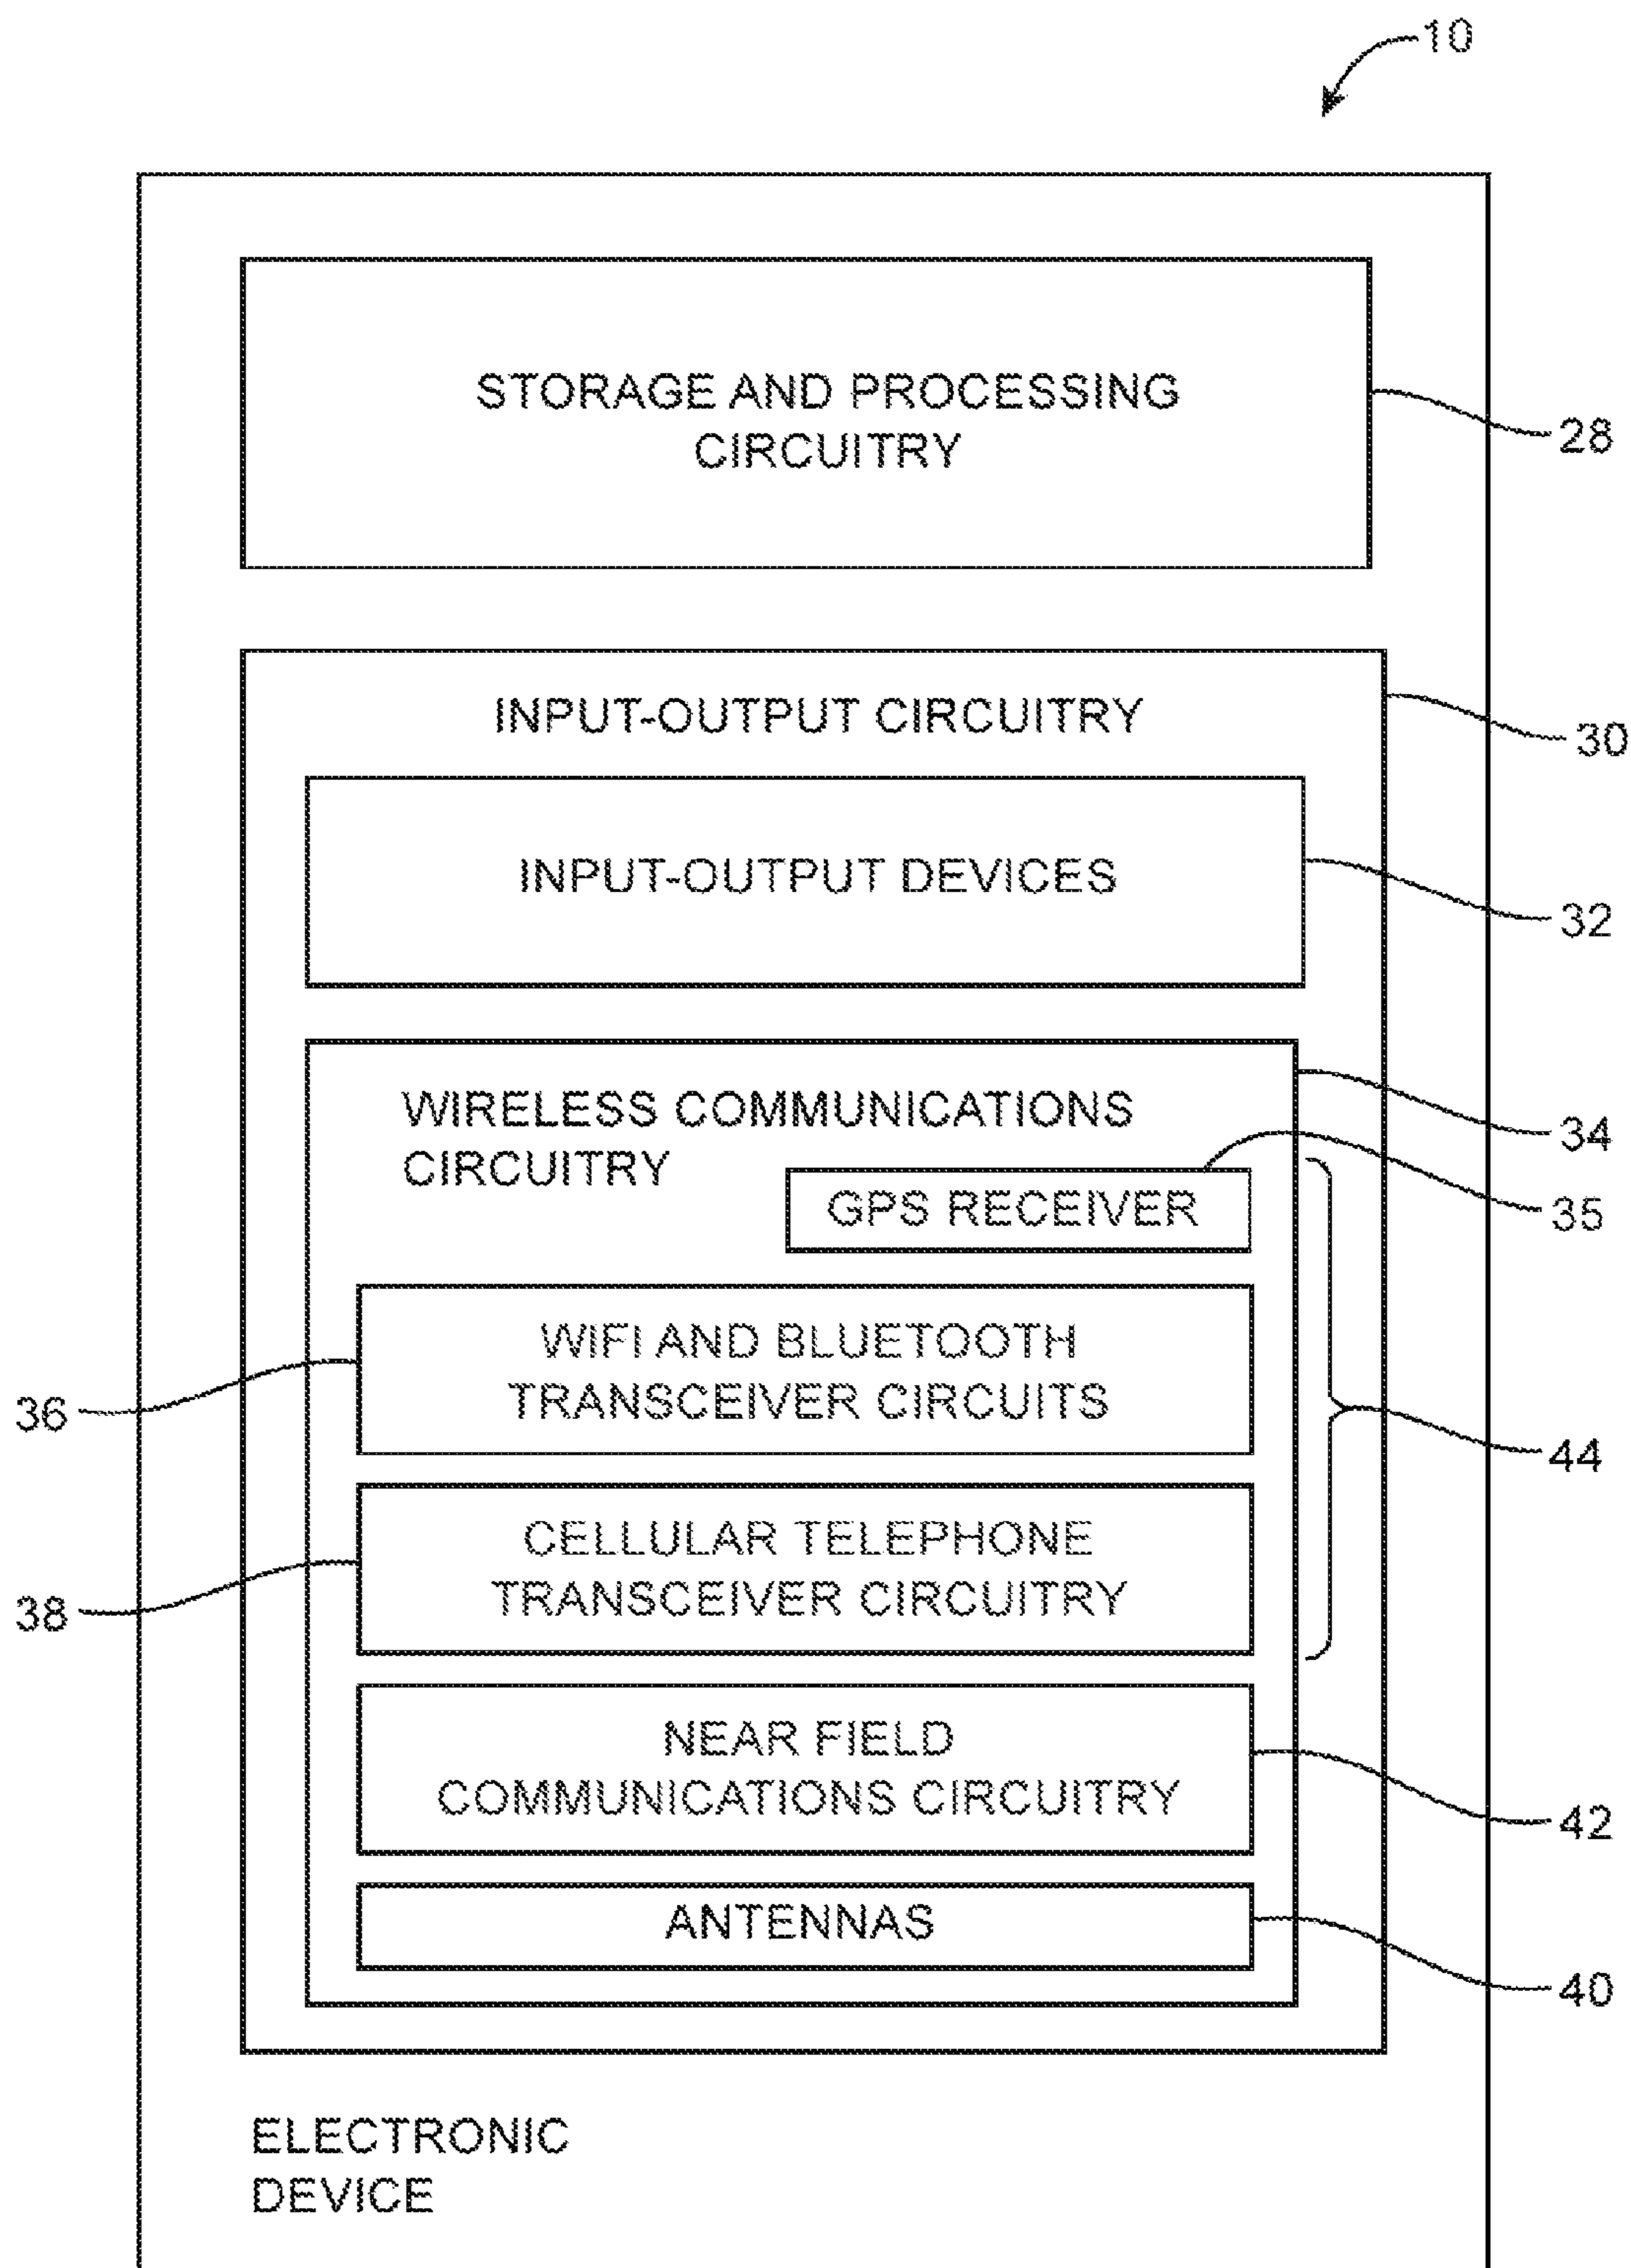 10
STORAGE AND PROCESSING
CIRCUITRY
28
INPUT-OUTPUT CIRCUITRY
30
INPUT-OUTPUT DEVICES
32
WIRELESS COMMUNICATIONS
CIRCUITRY
34
GPS RECEIVER
35
WIFI AND BLUETOOTH
TRANSCEIVER CIRCUITS
36
44
CELLULAR TELEPHONE
TRANSCEIVER CIRCUITRY
38
NEAR FIELD
COMMUNICATIONS CIRCUITRY
42
ANTENNAS
40
ELECTRONIC
DEVICE